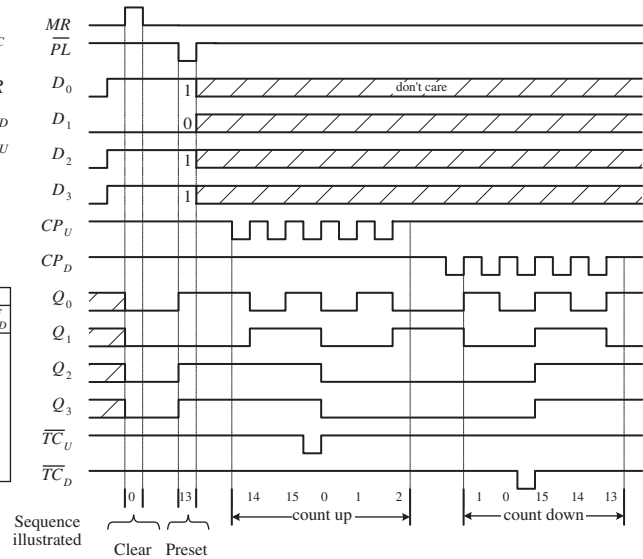 MR
C
PL
R
D0
1
don't care
D
D1
0
U
D2
1
D3
1
CPU
CPD
Q0
D
Q1
Q2
Q3
TCU
TCD
0 13 14 15 0 1 2 1 0 15 14 13
Sequence illustrated
count up count down
Clear Preset